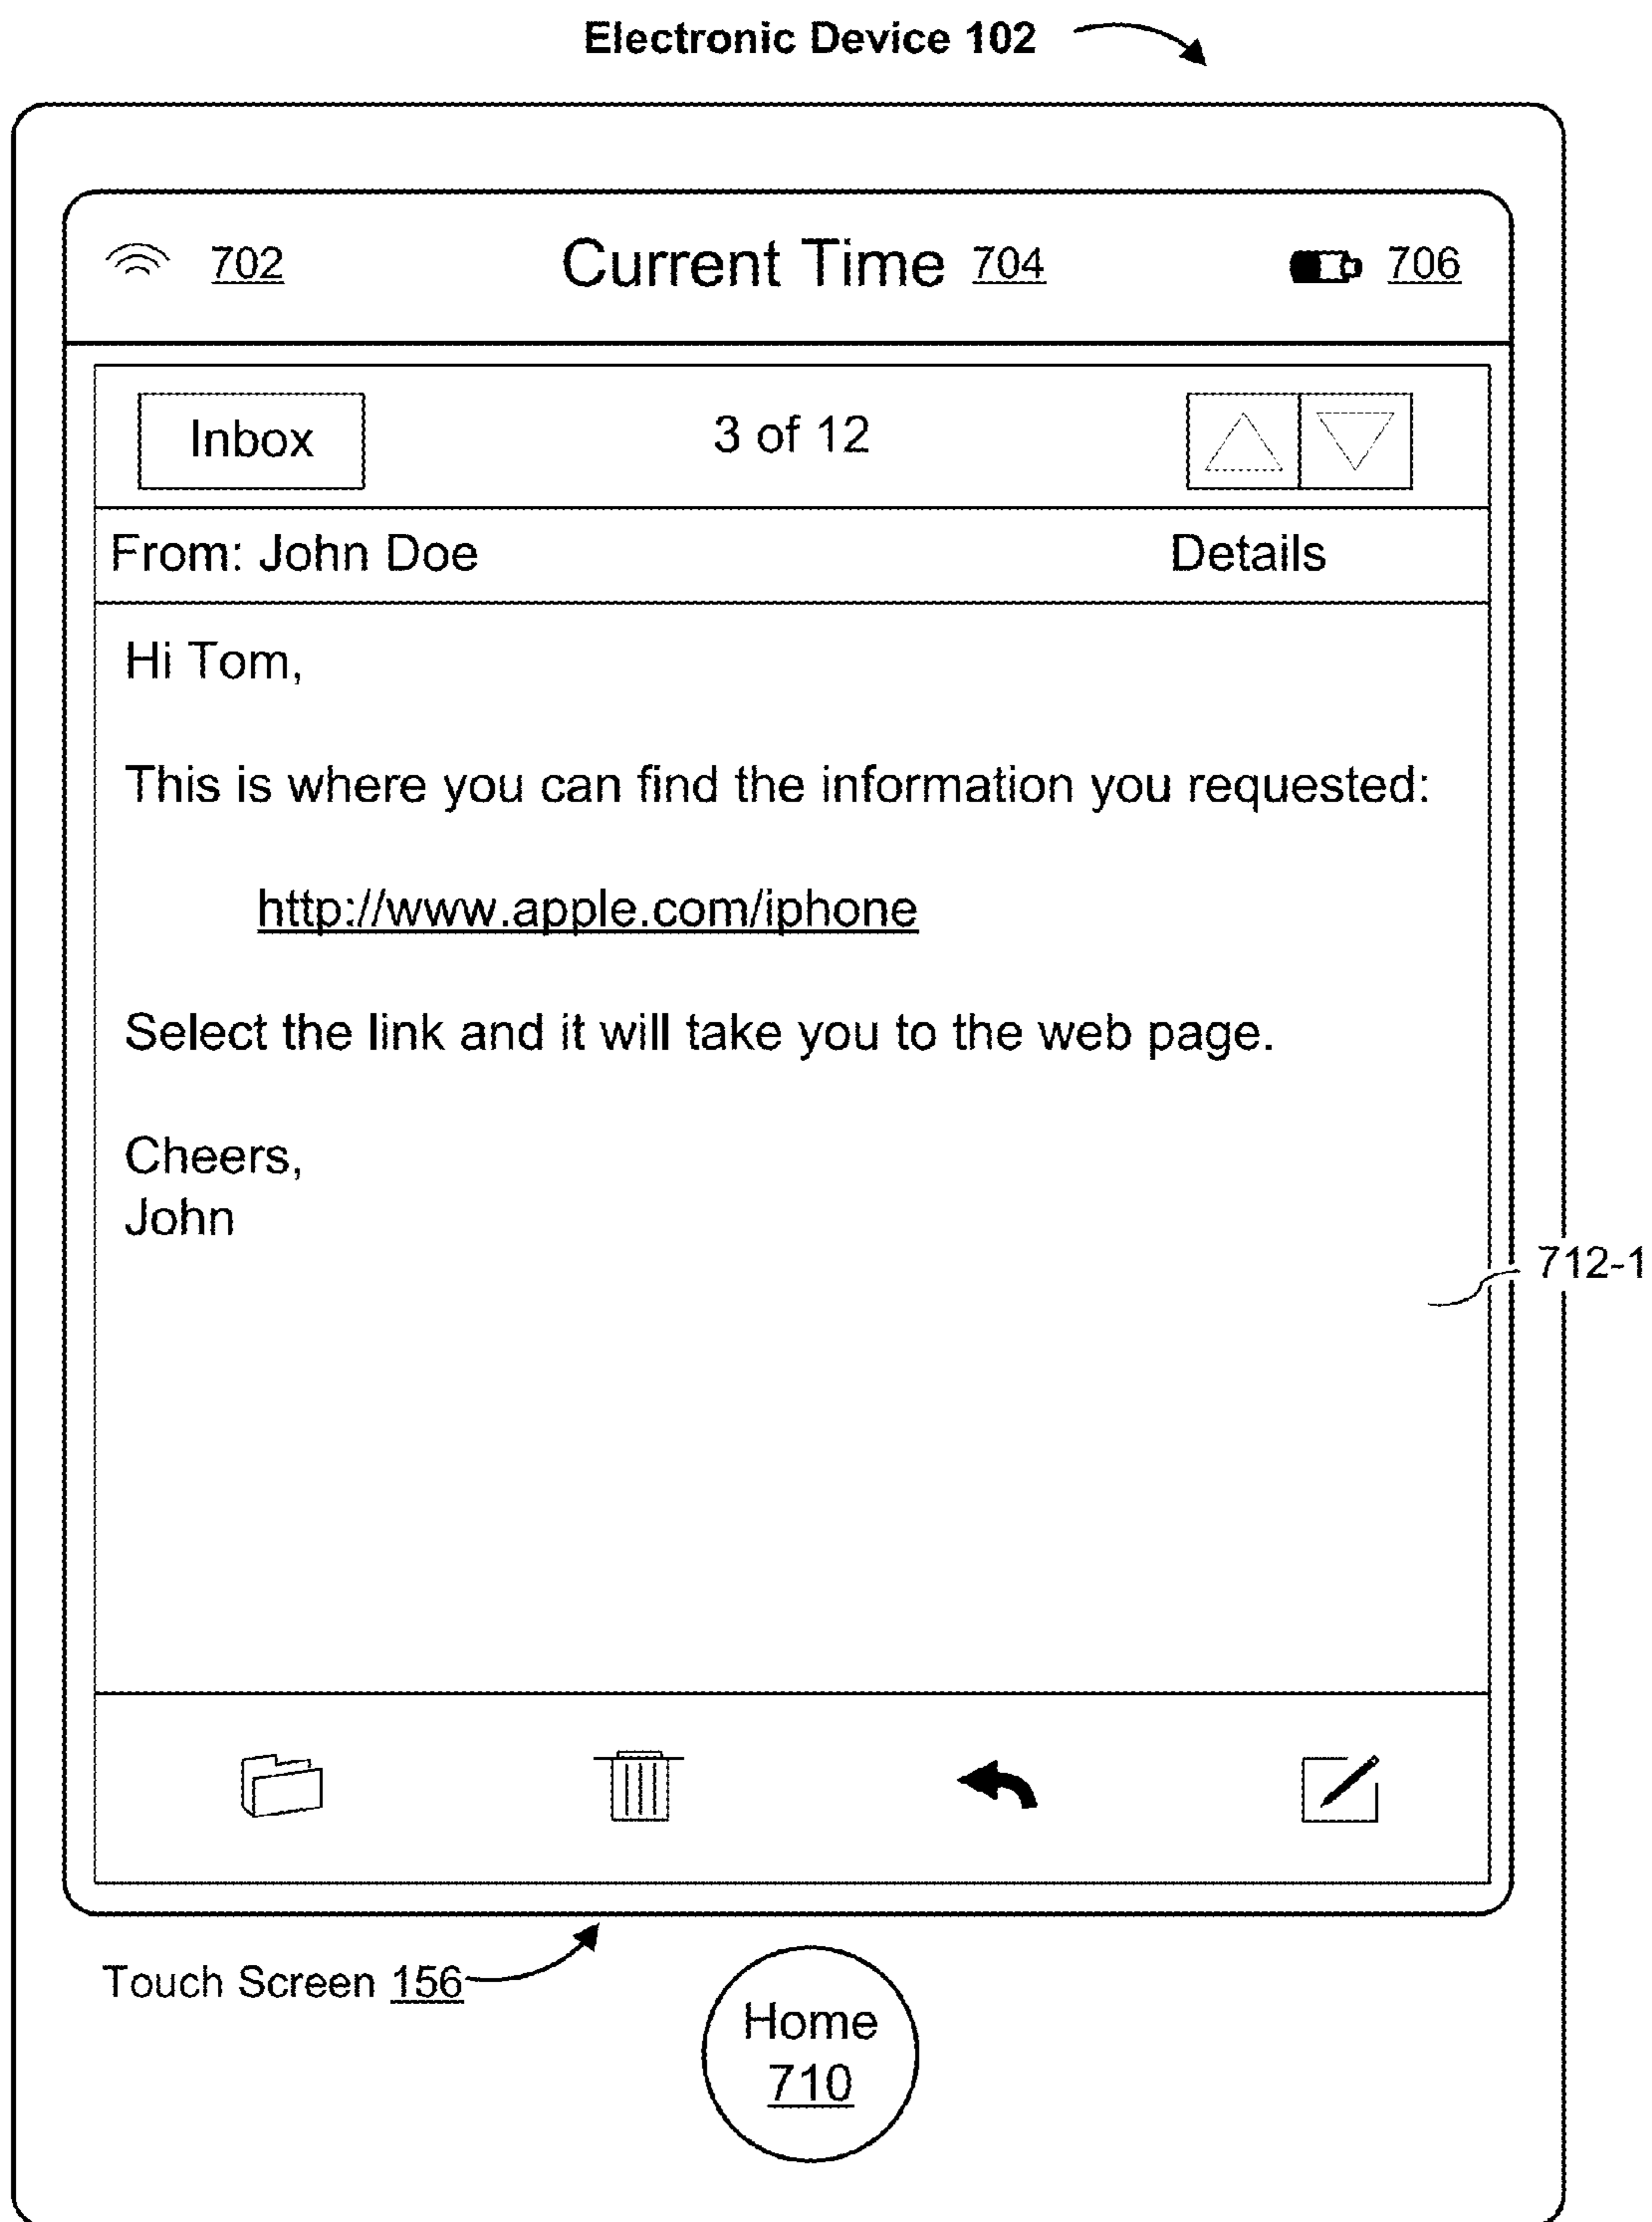 Electronic Device 102
702 Current Time 704 706
Inbox 3 of 12
From: John Doe Details
Hi Tom,
This is where you can find the information you requested:
http://www.apple.com/iphone
Select the link and it will take you to the web page.
Cheers,
John
712-1
Touch Screen 156
Home
710